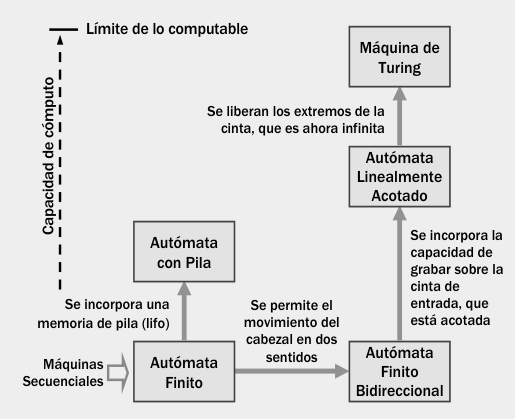 Límite de lo computable
Capacidad de cómputo
Máquina de
Turing
Se liberan los extremos de la
cinta, que es ahora infinita
Autómata
Linealmente
Acotado
Autómata
con Pila
Se incorpora la
capacidad de
grabar sobre la
cinta de
entrada, que
está acotada
Se incorpora una
memoria de pila (lifo)
Se permite el
movimiento del
cabezal en dos
sentidos
Máquinas
Secuenciales
Autómata
Finito
Autómata
Finito
Bidireccional